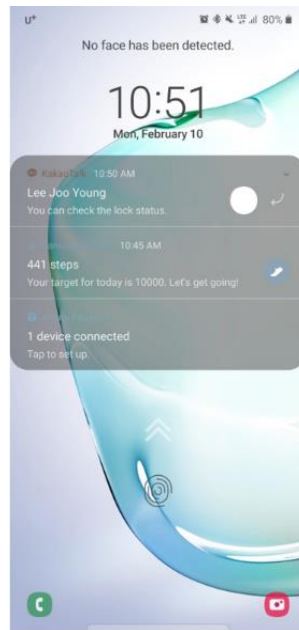 U+ LTE 80%
No face has been detected.
10:51
Mon, February 10
KakaoTalk 10:50 AM
Lee Joo Young
You can check the lock status.
10:45 AM
441 steps
Your target for today is 10000. Let's get going!
1 device connected
Tap to set up.